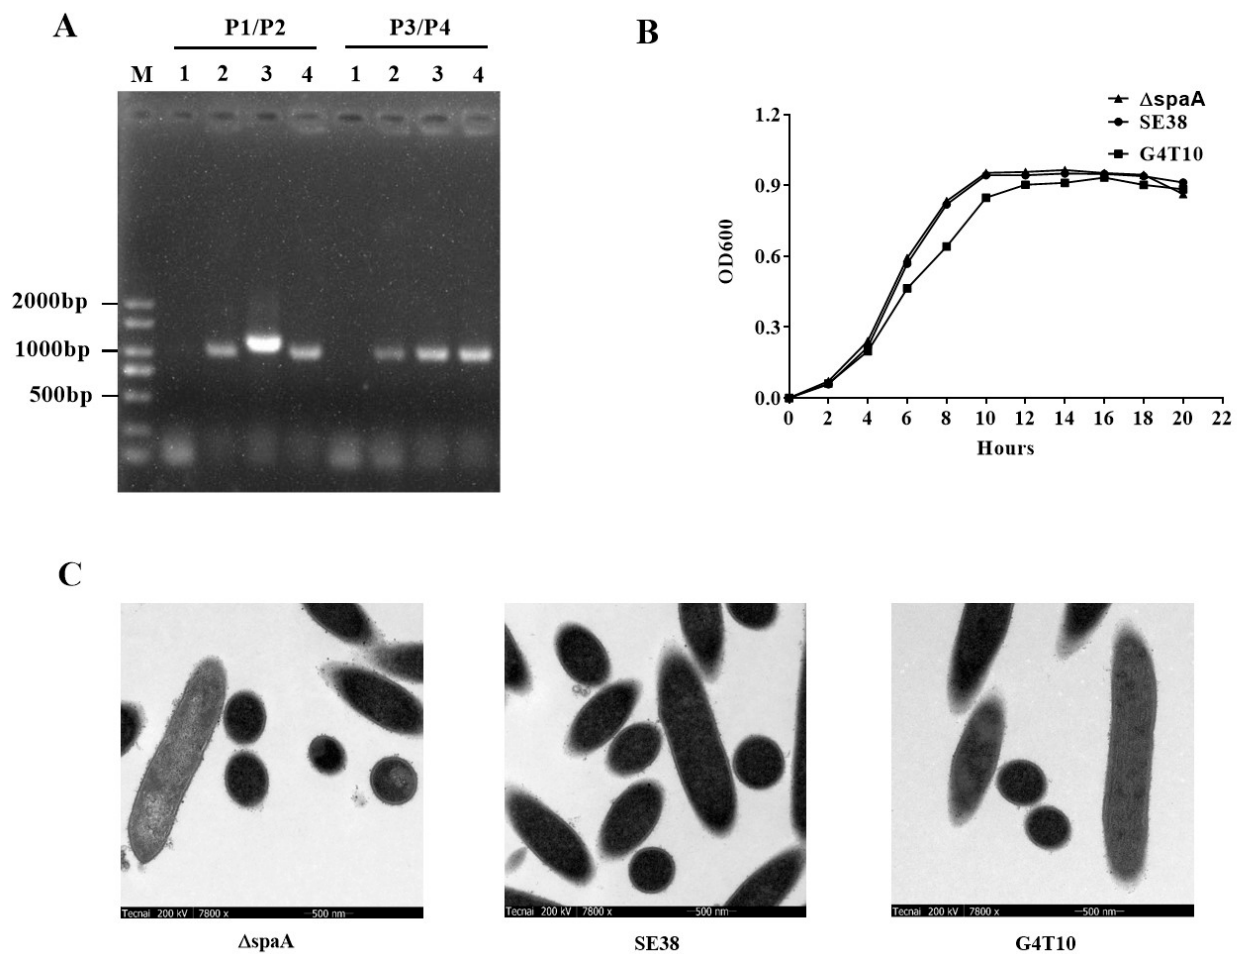 A
P1/P2 P3/P4
M 1 2 3 4 1 2 3 4
2000bp
1000bp
500bp
B
ΔspaA
SE38
G4T10
1.2
0.9
0.6
0.3
0.0
OD600
0 2 4 6 8 10 12 14 16 18 20 22
Hours
C
Tecnai 200 kV 7800 x 500 nm
Tecnai 200 kV 7800 x 500 nm
Tecnai 200 kV 7800 x 500 nm
ΔspaA SE38 G4T10